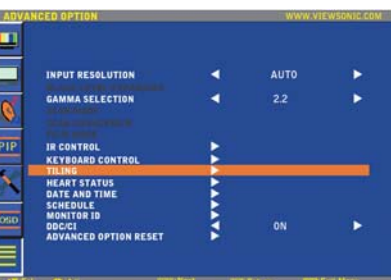 ADVANCED OPTION WWW.VIEWSONIC.COM
INPUT RESOLUTION AUTO
GAMMA SELECTION 2.2
IR CONTROL
PIP
KEYBOARD CONTROL
TILING
HEART STATUS
DATE AND TIME
SCHEDULE
MONITOR ID
OSD
DDC/CI ON
ADVANCED OPTION RESET